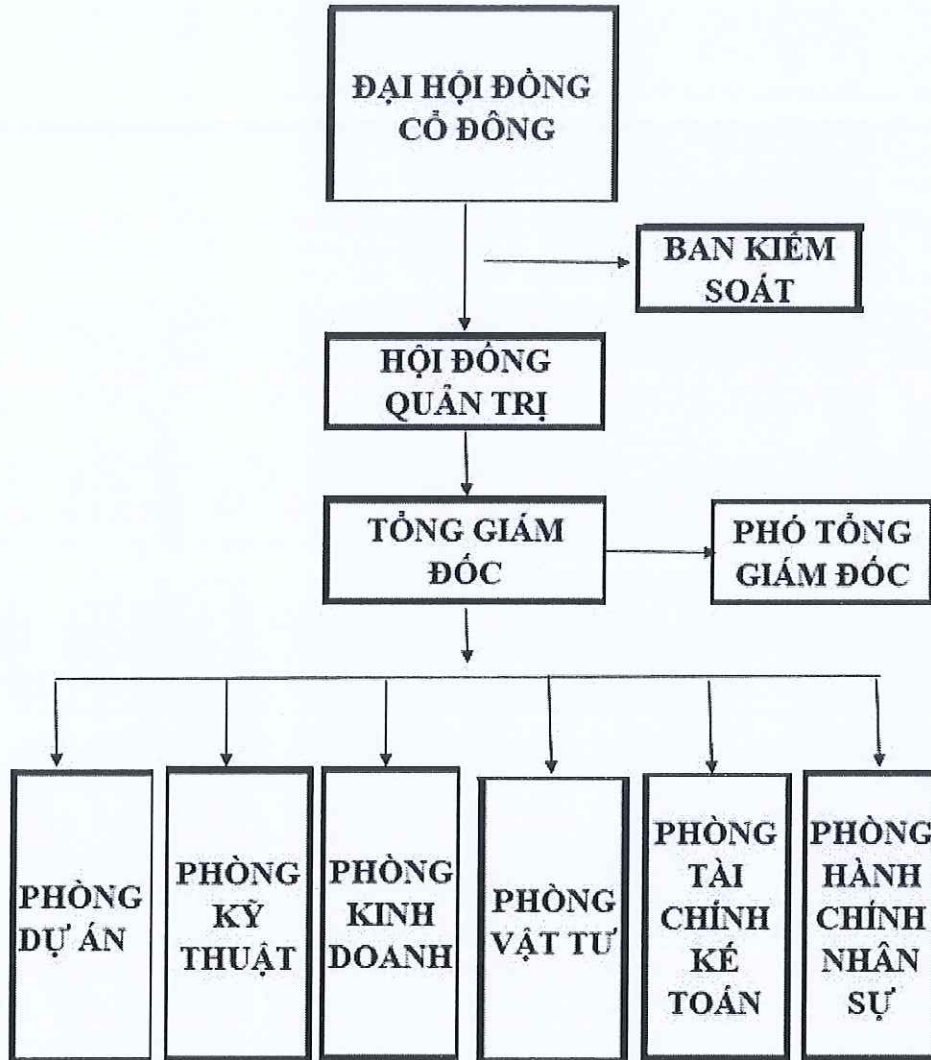 ĐẠI HỘI ĐỒNG
CỔ ĐÔNG
BAN KIỂM
SOÁT
HỘI ĐỒNG
QUẢN TRỊ
TỔNG GIÁM
ĐỐC
PHÓ TỔNG
GIÁM ĐỐC
PHÒNG
DỰ ÁN
PHÒNG
KỸ
THUẬT
PHÒNG
KINH
DOANH
PHÒNG
VẬT TƯ
PHÒNG
TÀI
CHÍNH
KẾ
TOÁN
PHÒNG
HÀNH
CHÍNH
NHÂN
SỰ